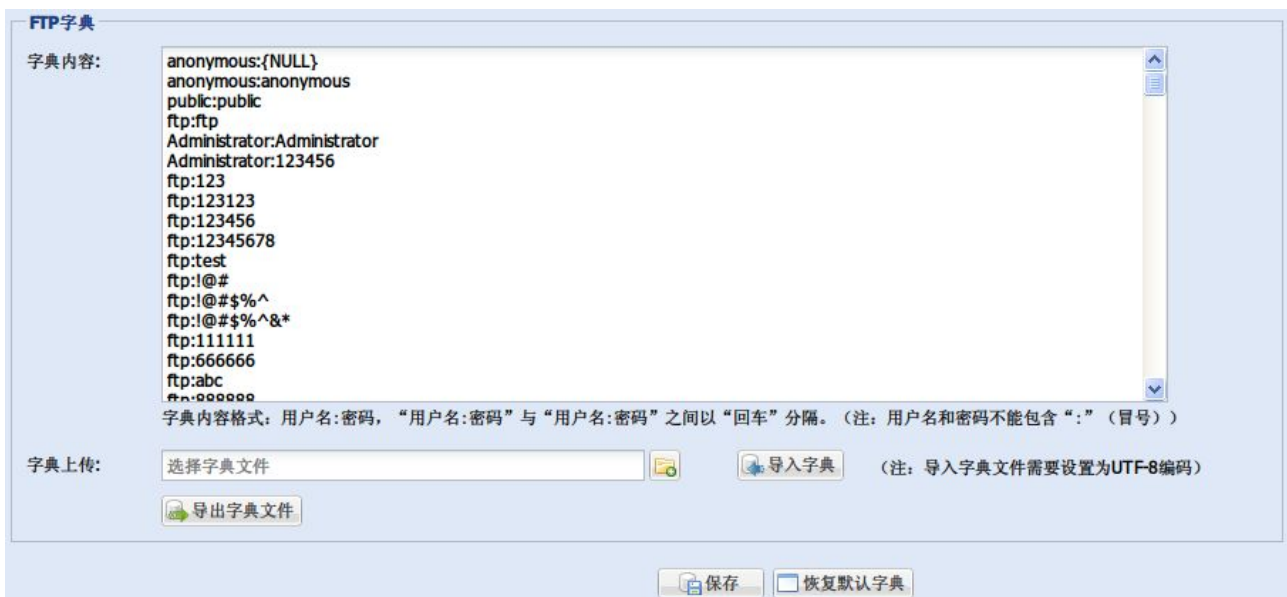 FTP字典
字典内容:
anonymous:{NULL}
anonymous:anonymous
public:public
ftp:ftp
Administrator:Administrator
Administrator:123456
ftp:123
ftp:123123
ftp:123456
ftp:12345678
ftp:test
ftp:!@#
ftp:!@#$%^
ftp:!@#$%^&*
ftp:111111
ftp:666666
ftp:abc
ftp:888888
字典内容格式：用户名:密码，“用户名:密码”与“用户名:密码”之间以“回车”分隔。（注：用户名和密码不能包含“:”（冒号））
字典上传: 选择字典文件 导入字典 （注：导入字典文件需要设置为UTF-8编码）
导出字典文件
保存 恢复默认字典